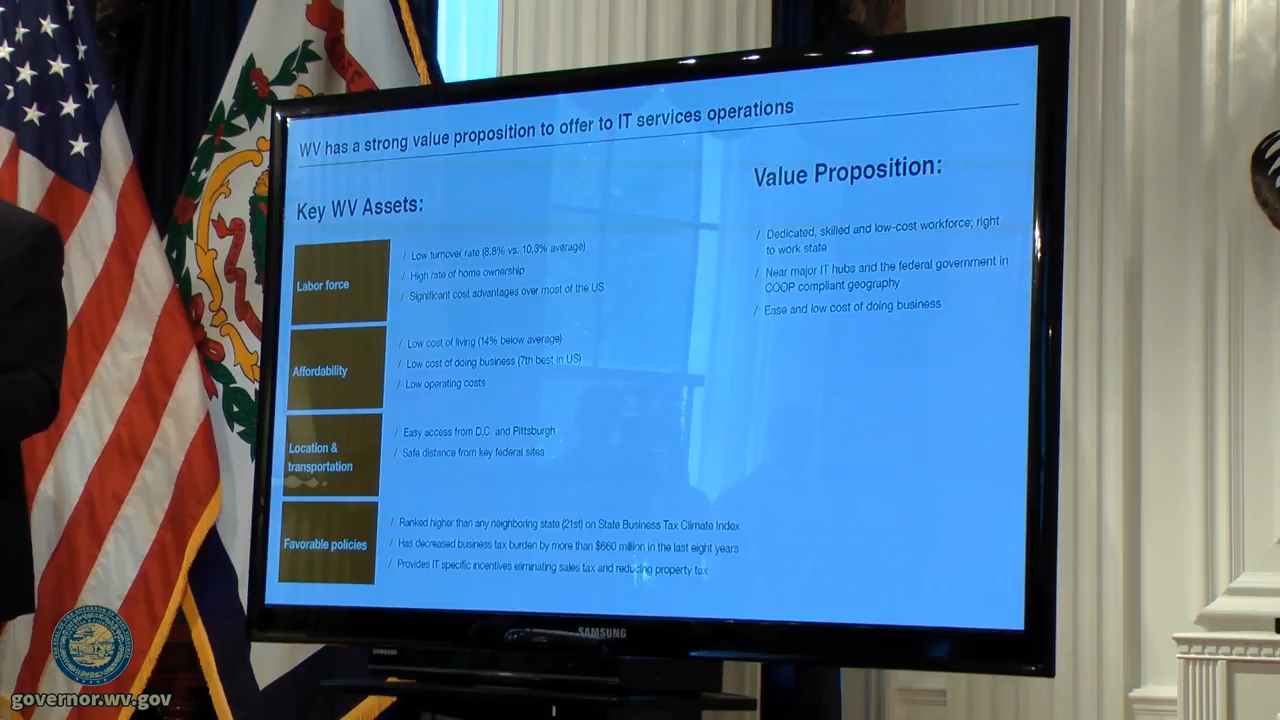 WV has a strong value proposition to offer to IT services operations
Key WV Assets:
Labor force
/ Low turnover rate (8.8% vs. 10.3% average)
/ High rate of home ownership
/ Significant cost advantages over most of the US
Affordability
/ Low cost of living (14% below average)
/ Low cost of doing business (7th best in US)
/ Low operating costs
Location &
transportation
/ Easy access from D.C. and Pittsburgh
/ Safe distance from key federal sites
Favorable policies
/ Ranked higher than any neighboring state (21st) on State Business Tax Climate Index
/ Has decreased business tax burden by more than $660 million in the last eight years
/ Provides IT specific incentives eliminating sales tax and reducing property tax
Value Proposition:
/ Dedicated, skilled and low-cost workforce; right
to work state
/ Near major IT hubs and the federal government in
COOP compliant geography
/ Ease and low cost of doing business
SAMSUNG
SAMSUNG
governor.wv.gov